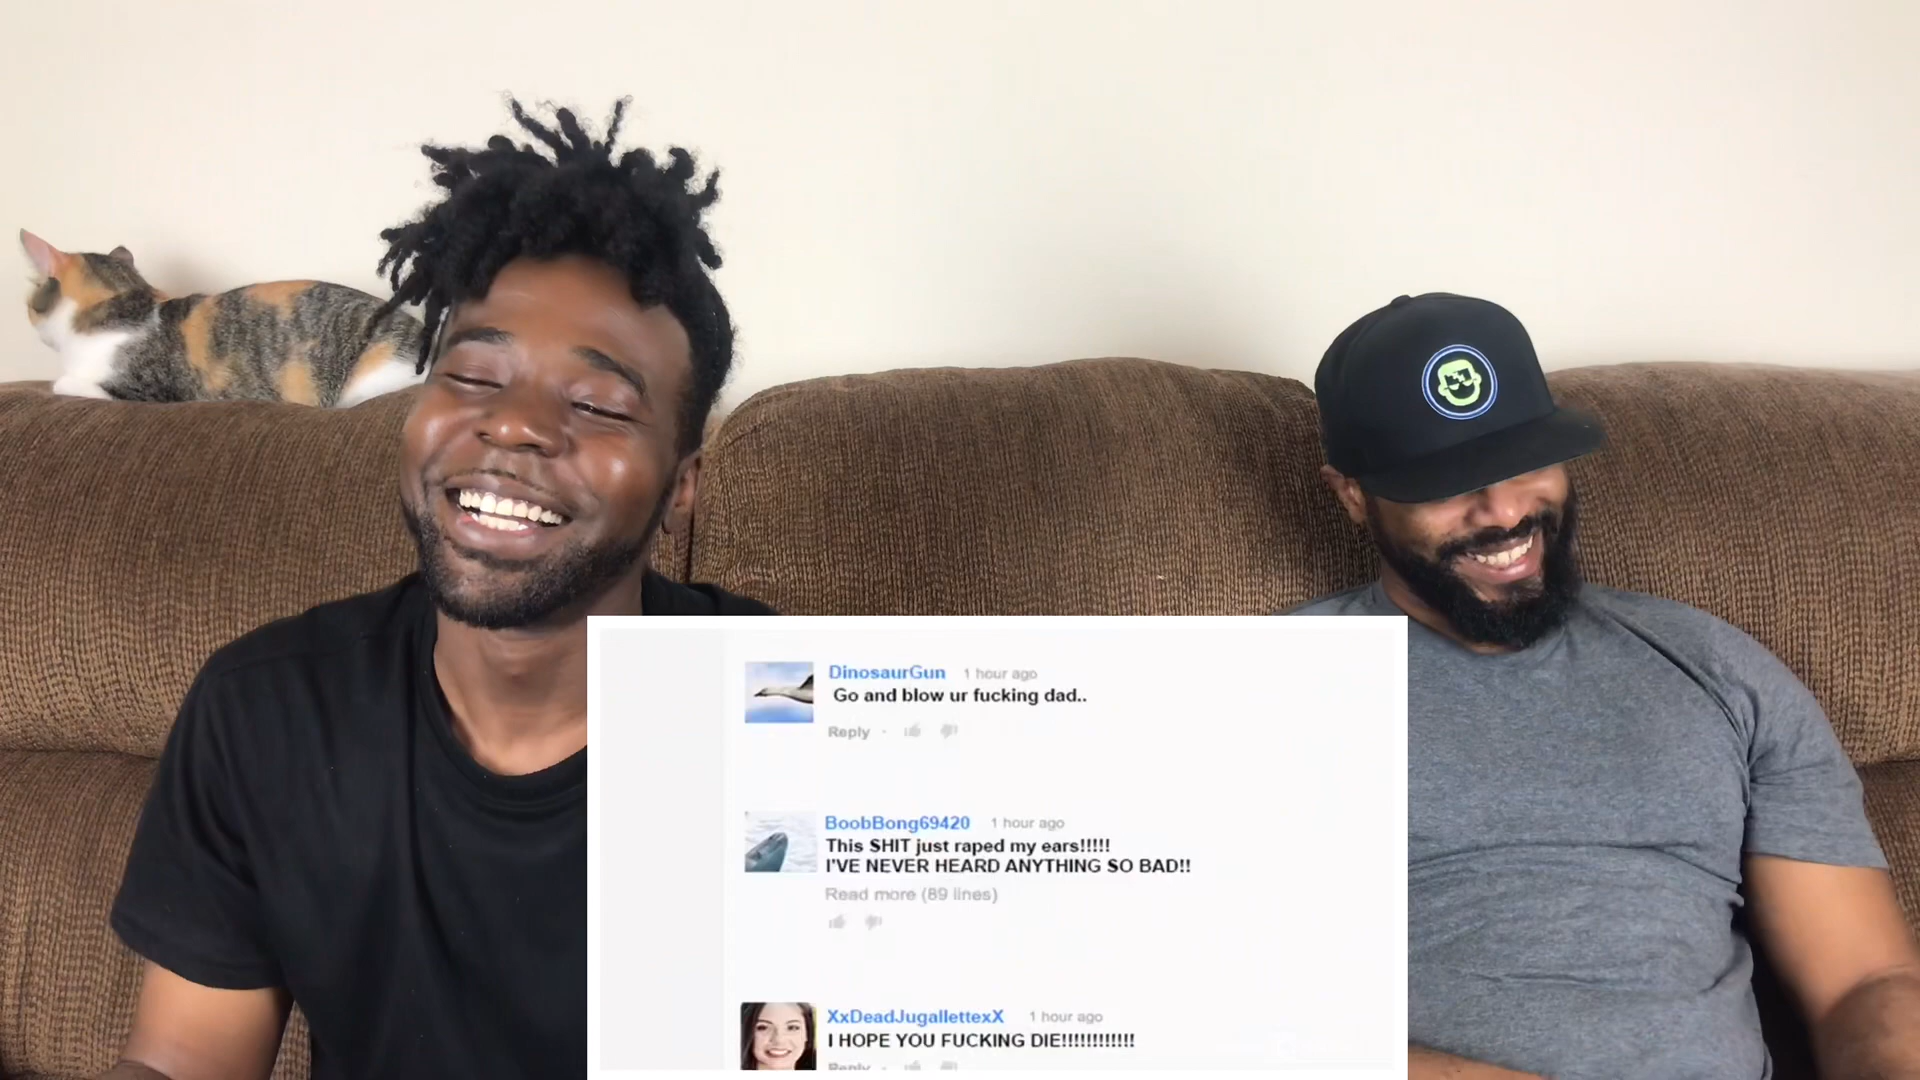 DinosaurGun 1 hour ago
Go and blow ur fucking dad..
Reply
BoobBong69420 1 hour ago
This SHIT just raped my ears!!!!!
I'VE NEVER HEARD ANYTHING SO BAD!!
Read more (89 lines)
XxDeadJugallettexX 1 hour ago
I HOPE YOU FUCKING DIE!!!!!!!!!!!!
Reply